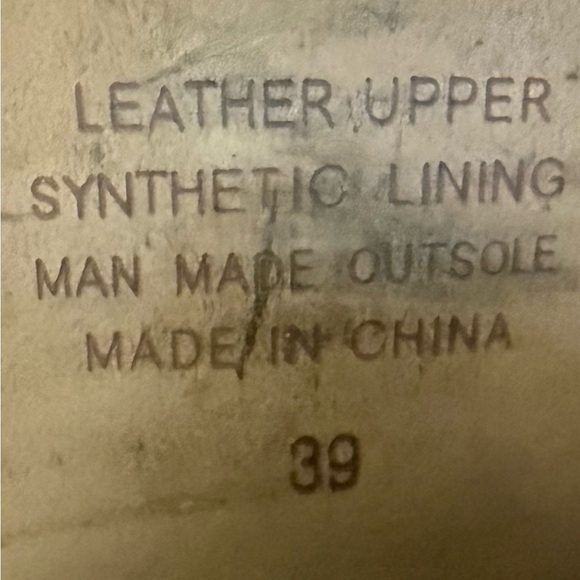 LEATHER UPPER
SYNTHETIC LINING
MAN MADE OUTSOLE
MADE IN CHINA
39